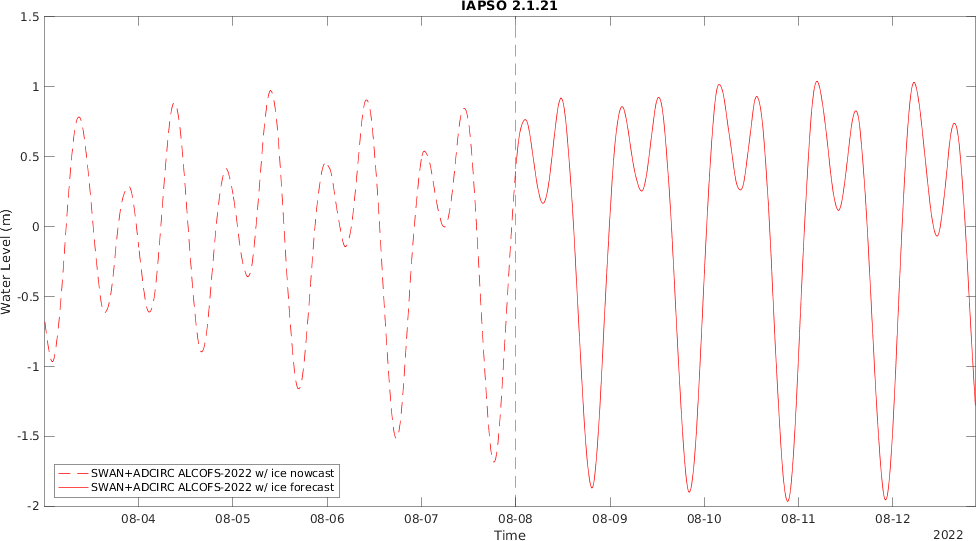 IAPSO 2.1.21
1.5
1
0.5
0
-0.5
-1
-1.5
-2
Water Level (m)
SWAN+ADCIRC ALCOFS-2022 w/ ice nowcast
SWAN+ADCIRC ALCOFS-2022 w/ ice forecast
08-04 08-05 08-06 08-07 08-08 08-09 08-10 08-11 08-12
Time
2022